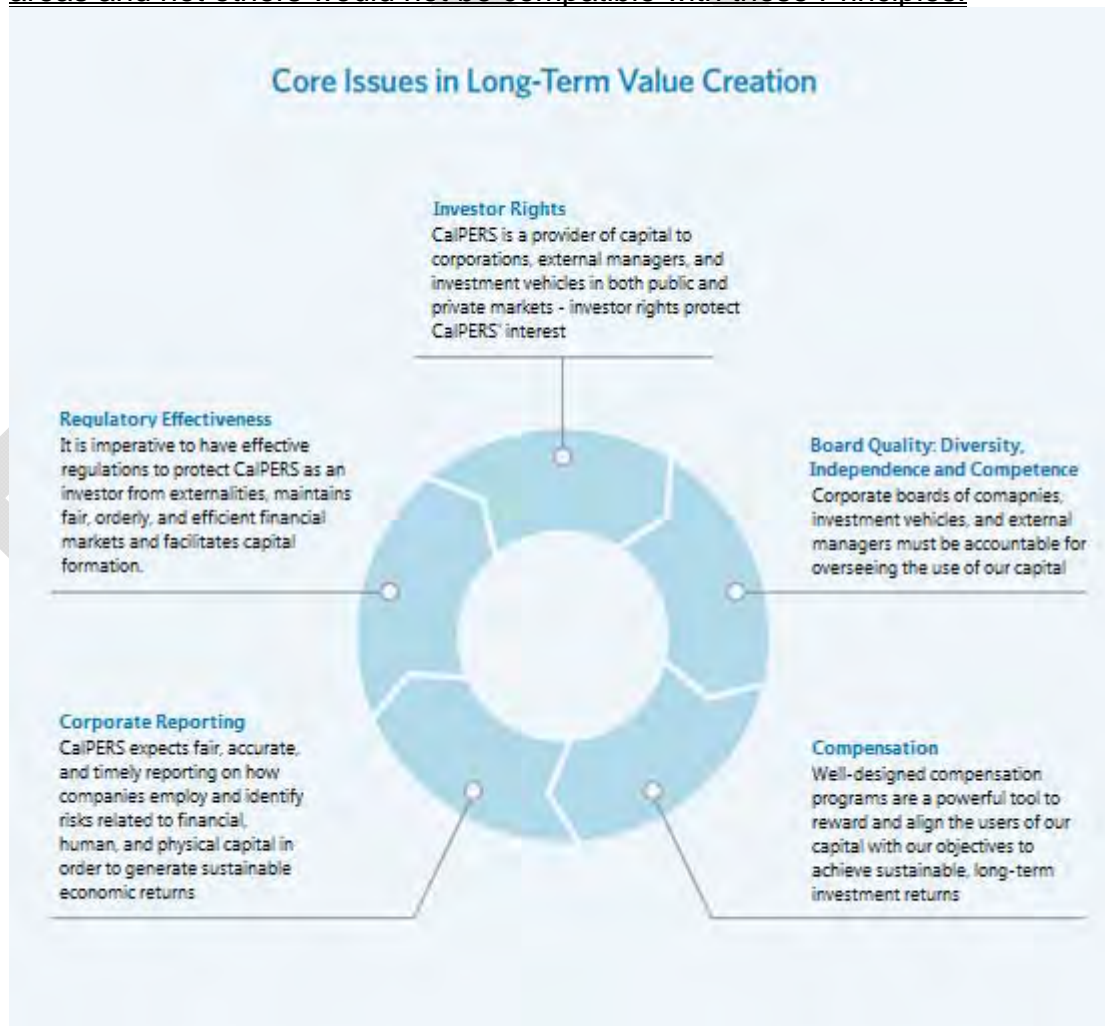 areas and not others would not be compatible with these Principles.
Core Issues in Long-Term Value Creation
Investor Rights
CalPERS is a provider of capital to
corporations, external managers, and
investment vehicles in both public and
private markets - investor rights protect
CalPERS' interest
Regulatory Effectiveness
It is imperative to have effective
regulations to protect CalPERS as an
investor from externalities, maintains
fair, orderly, and efficient financial
markets and facilitates capital
formation.
Board Quality: Diversity,
Independence and Competence
Corporate boards of comapnies,
investment vehicles, and external
managers must be accountable for
overseeing the use of our capital
Corporate Reporting
CalPERS expects fair, accurate,
and timely reporting on how
companies employ and identify
risks related to financial,
human, and physical capital in
order to generate sustainable
economic returns
Compensation
Well-designed compensation
programs are a powerful tool to
reward and align the users of our
capital with our objectives to
achieve sustainable, long-term
investment returns